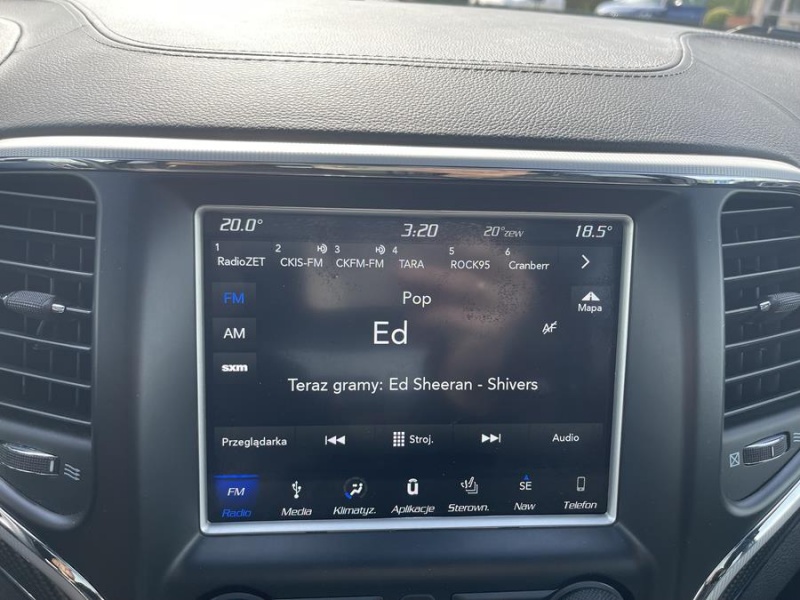 20.0° 3:20 20°zew 18.5°
1 RadioZET 2 CKIS-FM 3 CKFM-FM 4 TARA 5 ROCK95 6 Cranberr
FM Pop Mapa
AM Ed AF
sxm
Teraz gramy: Ed Sheeran - Shivers
Przeglądarka Stroj. Audio
FM SE
Radio Media Klimatyz. Aplikacje Sterown. Naw Telefon